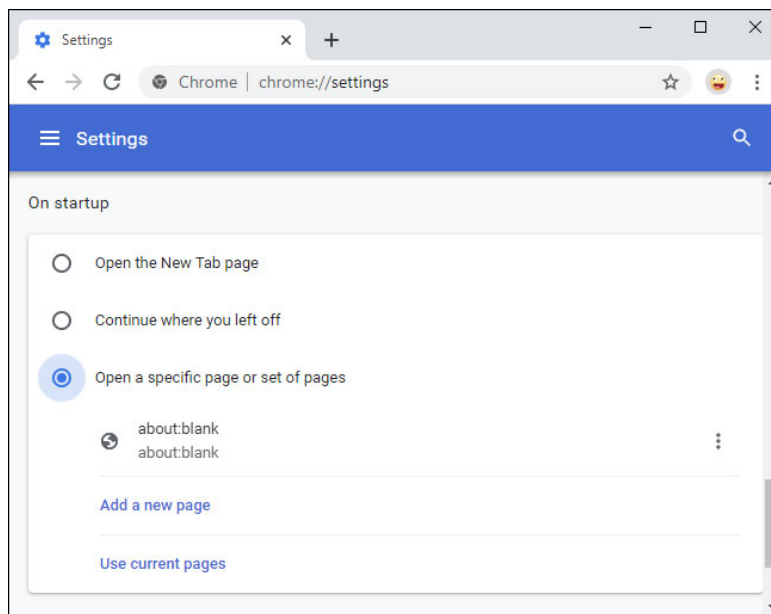 Settings
Chrome | chrome://settings
Settings
On startup
Open the New Tab page
Continue where you left off
Open a specific page or set of pages
about:blank
about:blank
Add a new page
Use current pages